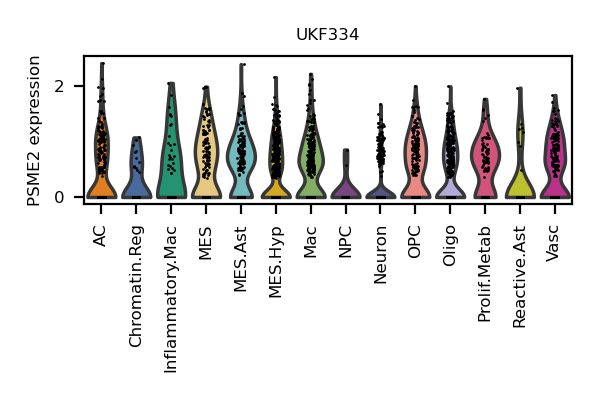 UKF334
PSME2 expression
2
0
AC
Chromatin.Reg
Inflammatory.Mac
MES
MES.Ast
MES.Hyp
Mac
NPC
Neuron
OPC
Oligo
Prolif.Metab
Reactive.Ast
Vasc